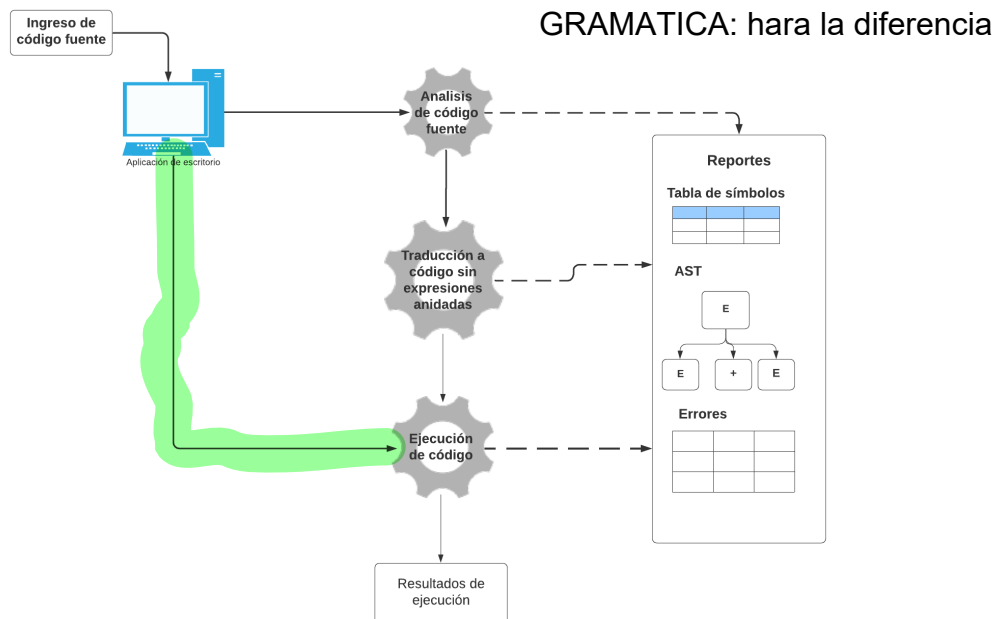 Ingreso de
código fuente
GRAMATICA: hara la diferencia
Aplicación de escritorio
Analisis
de código
fuente
Traducción a
código sin
expresiones
anidadas
Ejecución
de código
Resultados de
ejecución
Reportes
Tabla de símbolos
AST
E
E
+
E
Errores